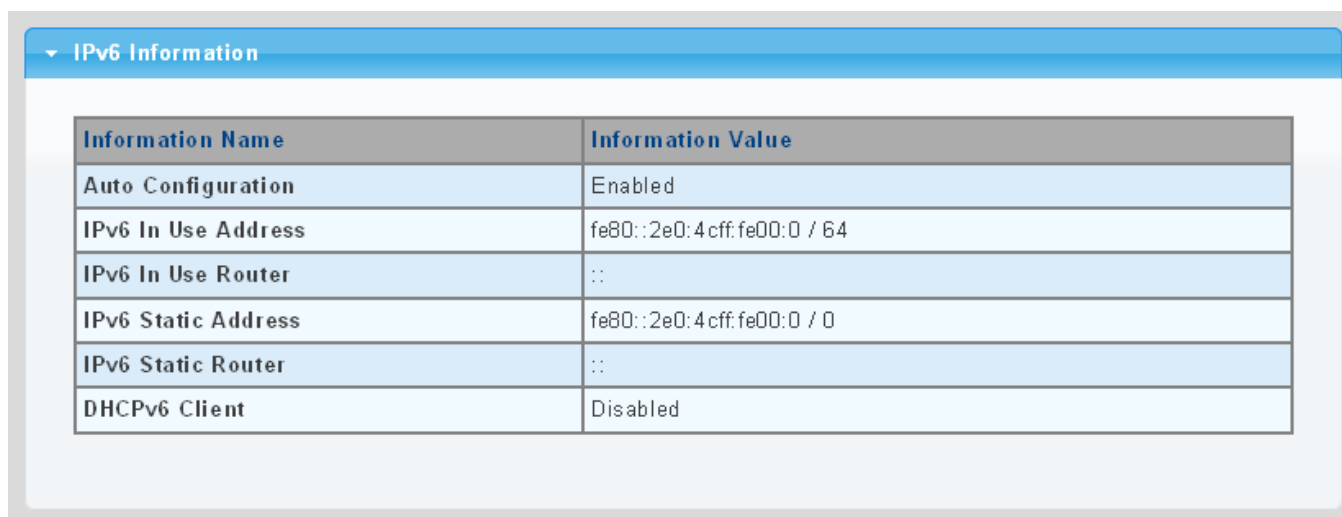 IPv6 Information
Information Name Information Value
Auto Configuration Enabled
IPv6 In Use Address fe80::2e0:4cff:fe00:0 / 64
IPv6 In Use Router ::
IPv6 Static Address fe80::2e0:4cff:fe00:0 / 0
IPv6 Static Router ::
DHCPv6 Client Disabled